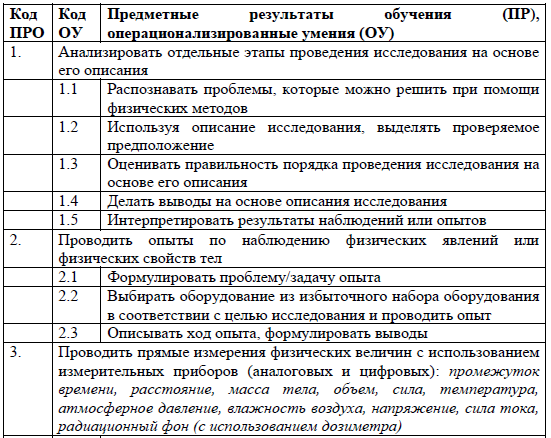 Код ПРО Код ОУ Предметные результаты обучения (ПР), операционализированные умения (ОУ)
1. Анализировать отдельные этапы проведения исследования на основе
его описания
1.1 Распознавать проблемы, которые можно решить при помощи
физических методов
1.2 Используя описание исследования, выделять проверяемое
предположение
1.3 Оценивать правильность порядка проведения исследования на
основе его описания
1.4 Делать выводы на основе описания исследования
1.5 Интерпретировать результаты наблюдений или опытов
2. Проводить опыты по наблюдению физических явлений или
физических свойств тел
2.1 Формулировать проблему/задачу опыта
2.2 Выбирать оборудование из избыточного набора оборудования
в соответствии с целью исследования и проводить опыт
2.3 Описывать ход опыта, формулировать выводы
3. Проводить прямые измерения физических величин с использованием
измерительных приборов (аналоговых и цифровых): промежуток
времени, расстояние, масса тела, объем, сила, температура,
атмосферное давление, влажность воздуха, напряжение, сила тока,
радиационный фон (с использованием дозиметра)